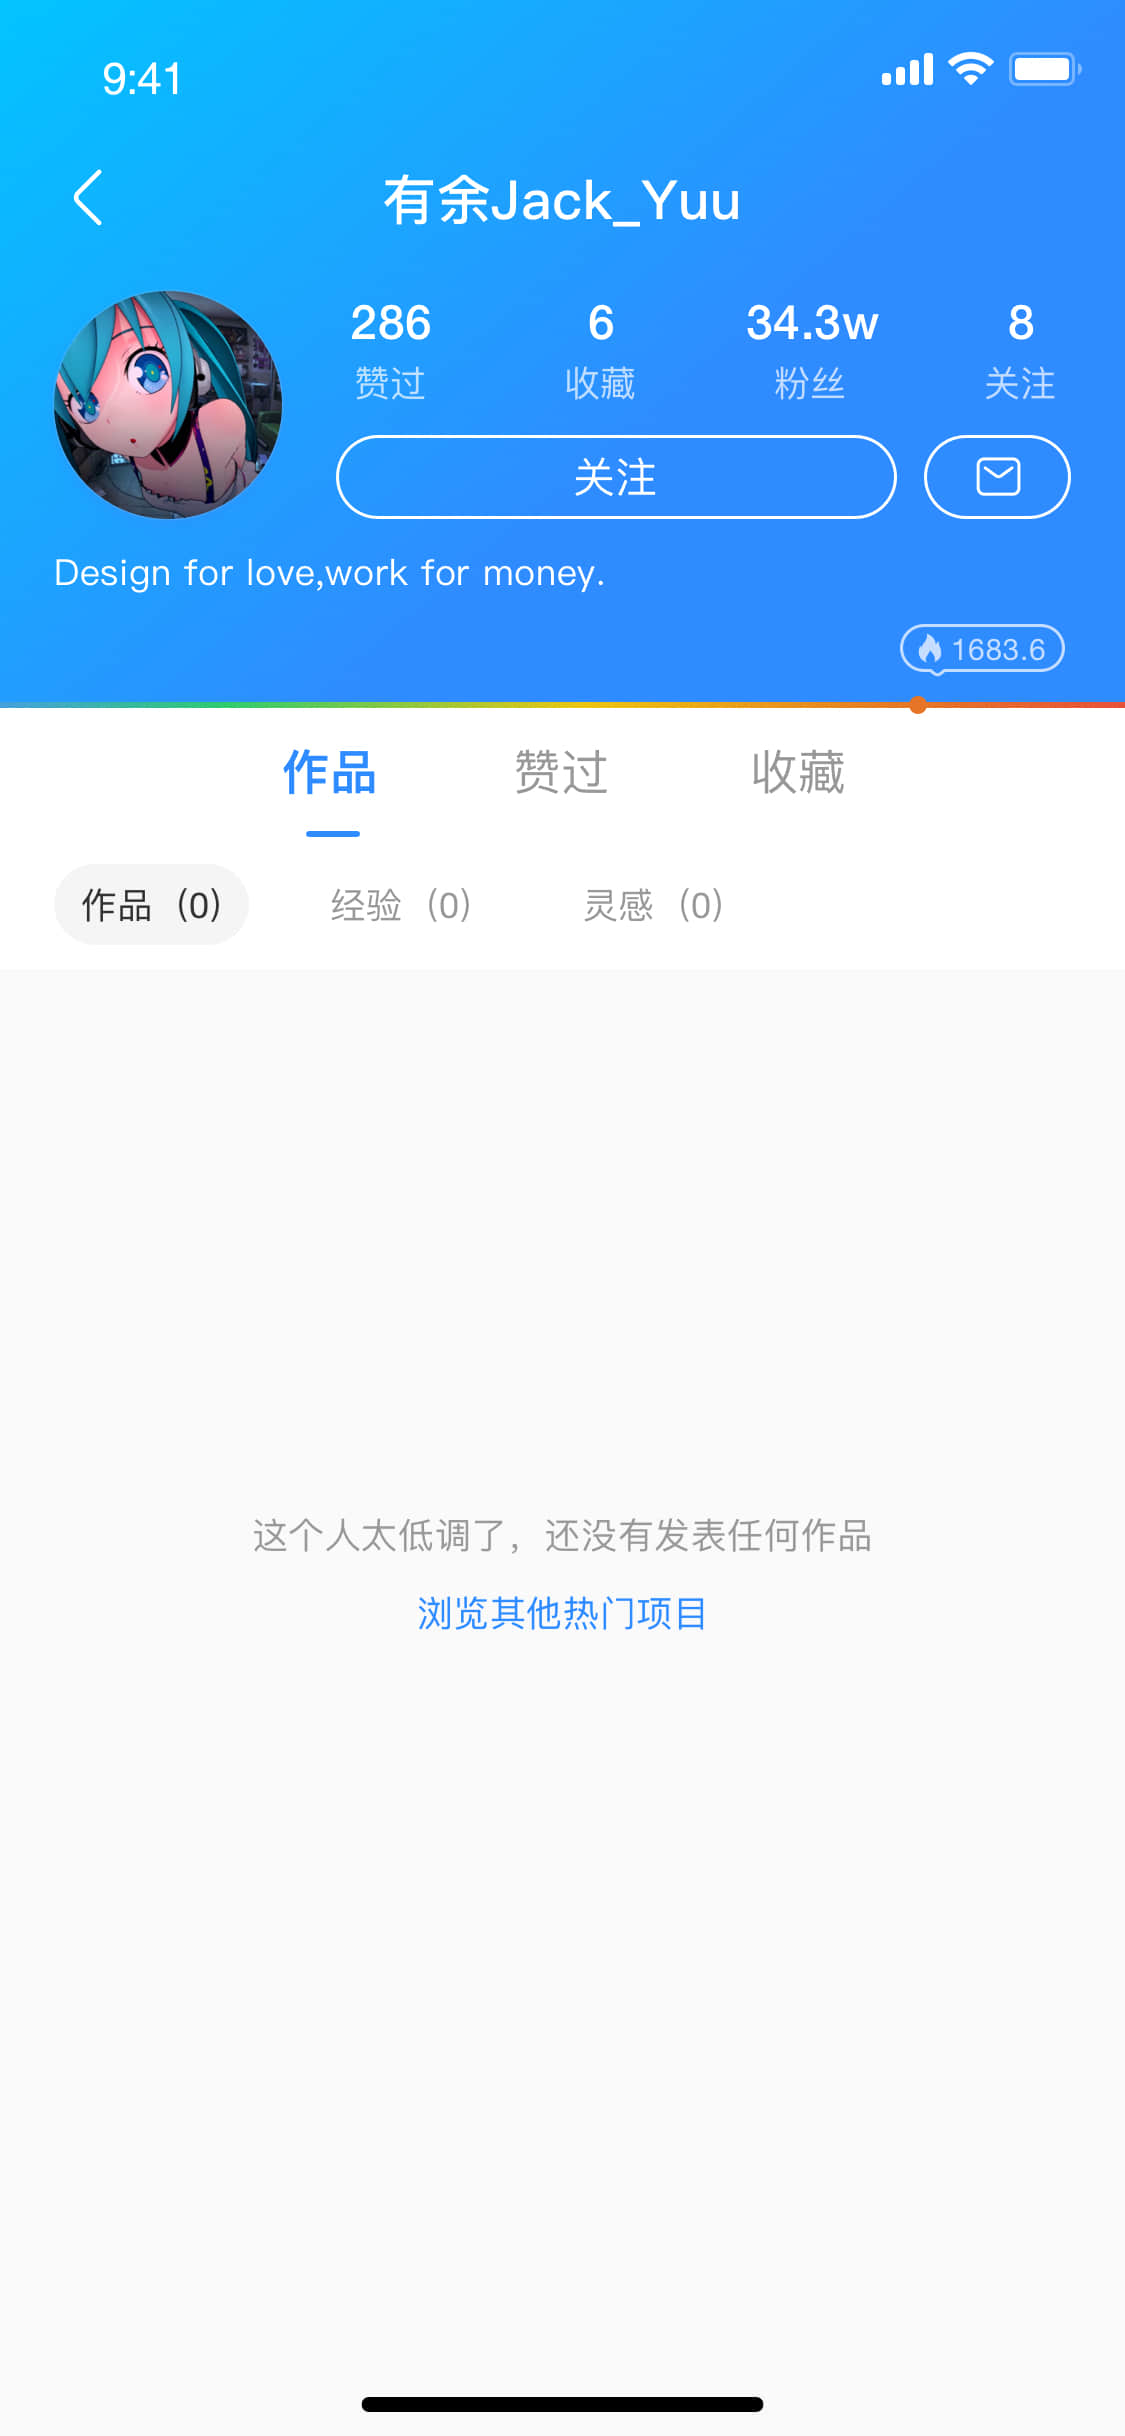 9:41
有余Jack_Yuu
286 6 34.3w 8
赞过 收藏 粉丝 关注
关注
Design for love,work for money.
1683.6
作品 赞过 收藏
作品（0） 经验（0） 灵感（0）
这个人太低调了，还没有发表任何作品
浏览其他热门项目